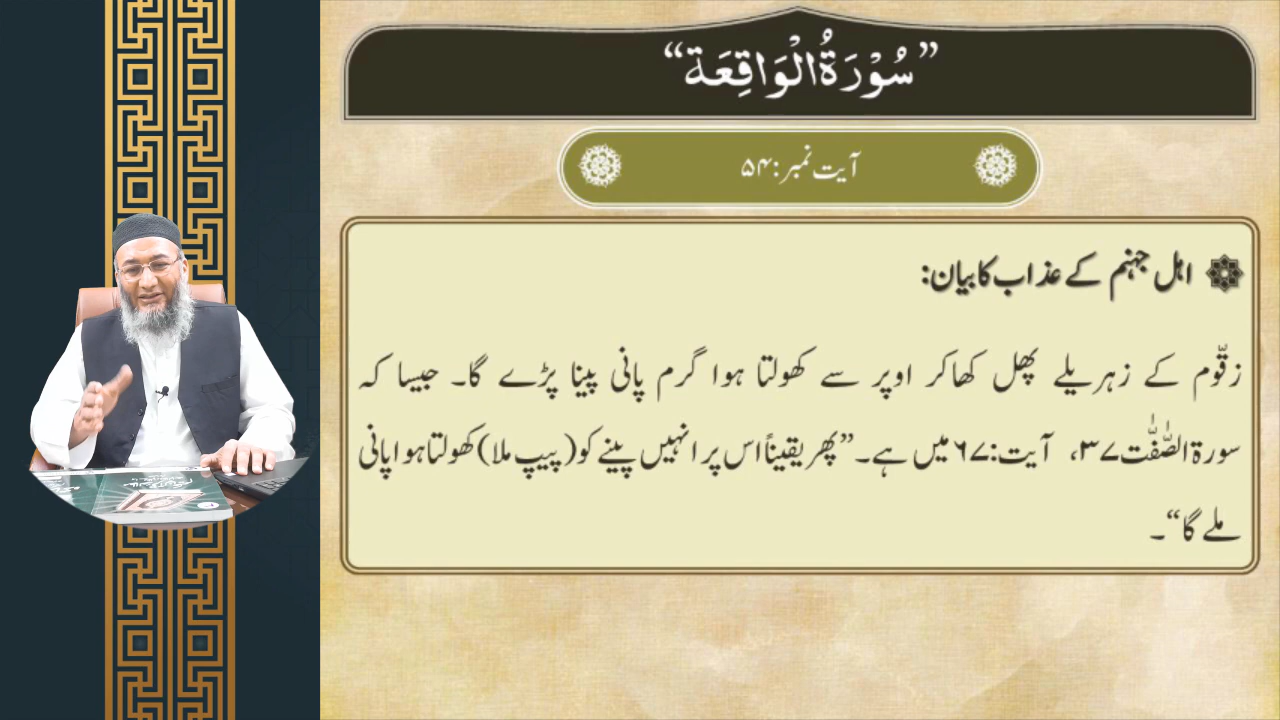 ”سُوْرَةُ الْوَاقِعَة“
آیت نمبر: ۵۴
اہل جہنم کے عذاب کا بیان:
زقّوم کے زہریلے پھل کھا کر اوپر سے کھولتا ہوا گرم پانی پینا پڑے گا۔ جیسا کہ
سورۃ الصّٰفّٰت ۳۷، آیت: ۶۷ میں ہے۔ ”پھر یقیناً اس پر انہیں پینے کو (پیپ ملا) کھولتا ہوا پانی
ملے گا“۔